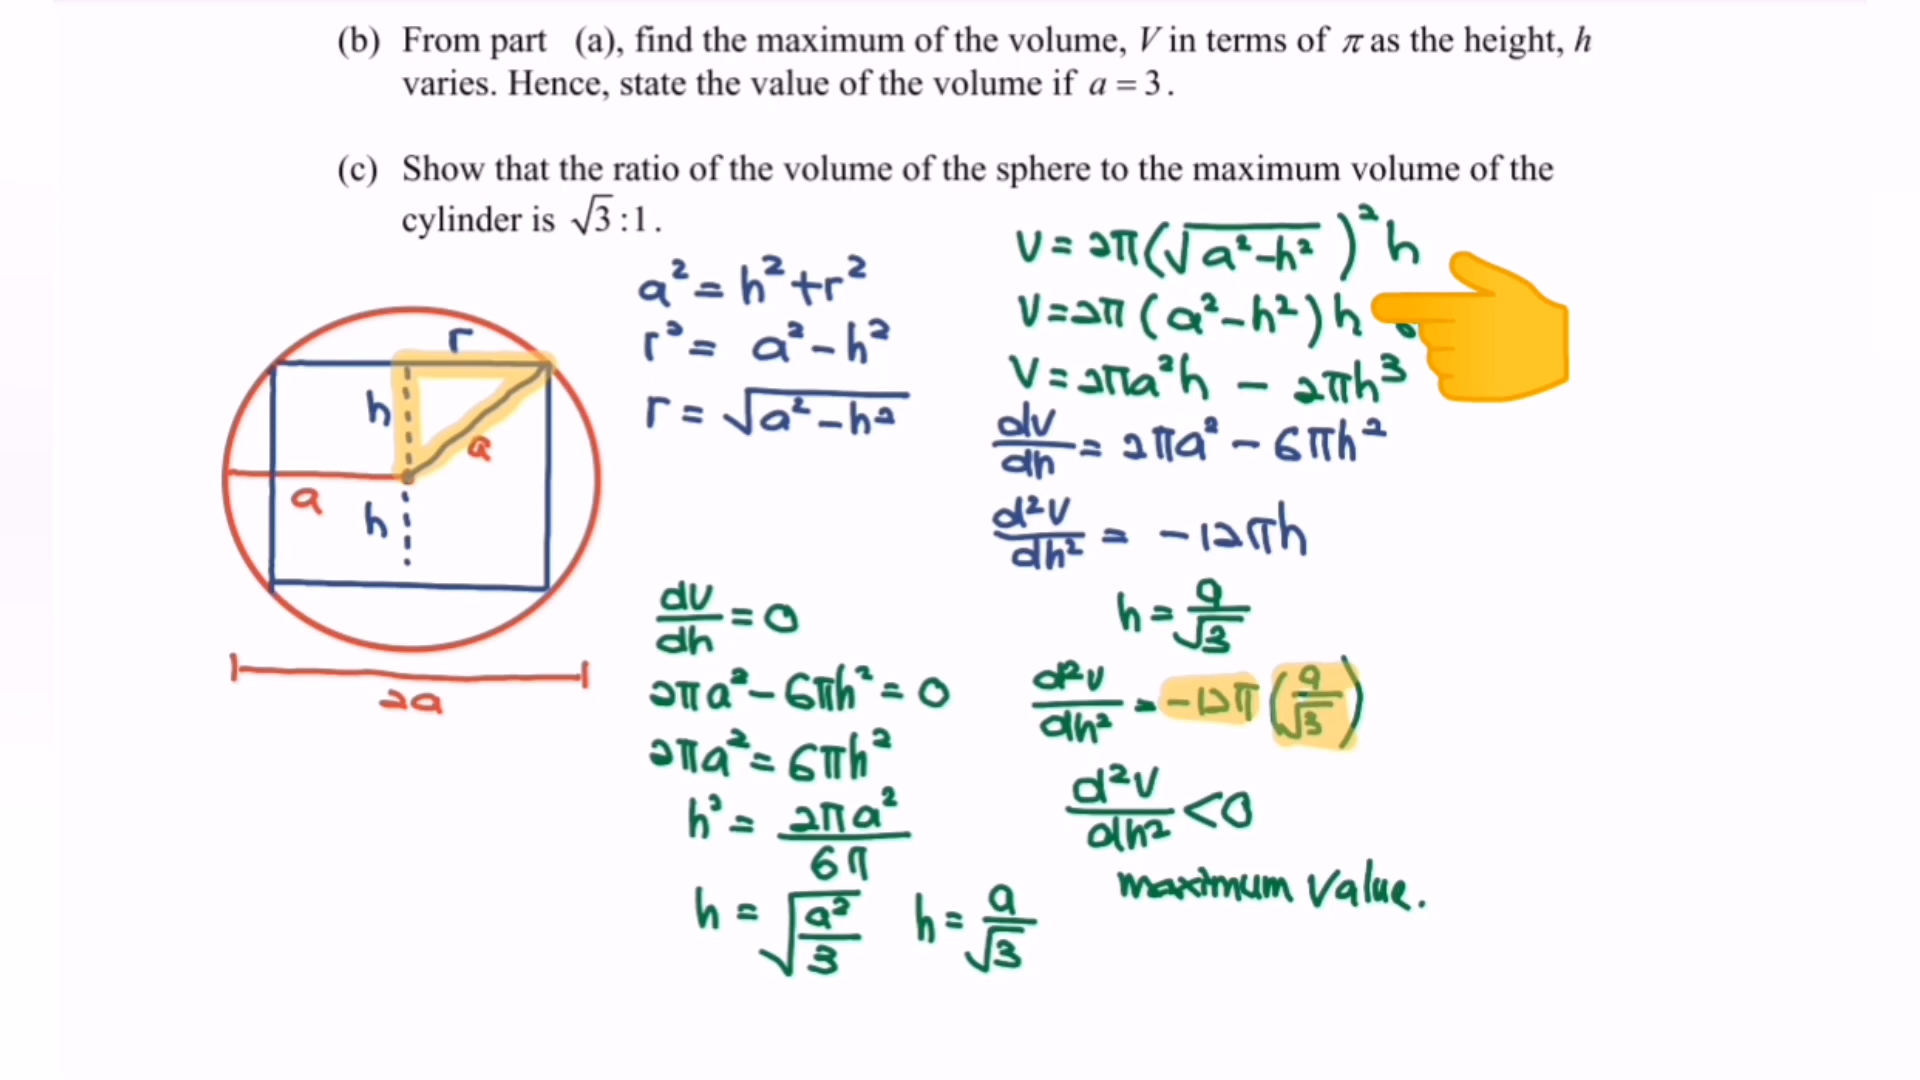 (b) From part (a), find the maximum of the volume, V in terms of π as the height, h
varies. Hence, state the value of the volume if a = 3.
(c) Show that the ratio of the volume of the sphere to the maximum volume of the
cylinder is √3 : 1.
r
h
a
a
h
2a
a² = h² + r²
r² = a² - h²
r = √(a² - h²)
V = 2π(√(a² - h²))² h
V = 2π(a² - h²)h
V = 2πa²h - 2πh³
dv/dh = 2πa² - 6πh²
d²V/dh² = -12πh
dv/dh = 0
2πa² - 6πh² = 0
2πa² = 6πh²
h² = 2πa²/6π
h = √(a²/3) h = a/√3
h = a/√3
d²V/dh² = -12π(a/√3)
d²V/dh² < 0
maximum value.